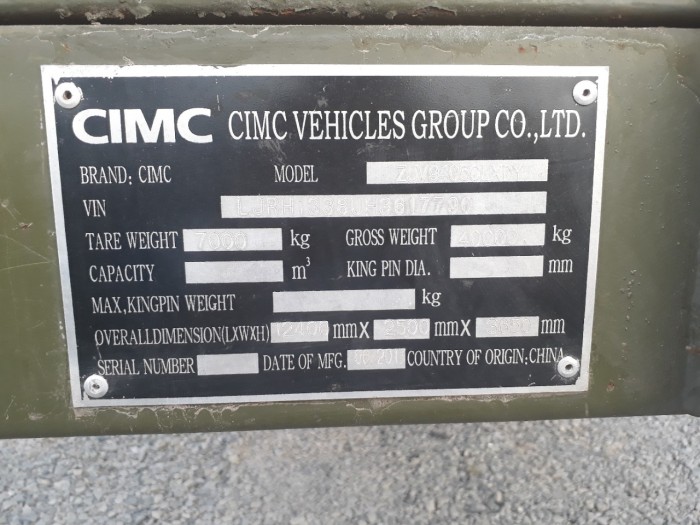 CIMC CIMC VEHICLES GROUP CO.,LTD.
BRAND: CIMC MODEL
VIN
TARE WEIGHT 7000 kg GROSS WEIGHT kg
CAPACITY m³ KING PIN DIA. mm
MAX,KINGPIN WEIGHT kg
OVERALLDIMENSION(LXWXH) 12400 mm X 2500 mm X mm
SERIAL NUMBER DATE OF MFG. COUNTRY OF ORIGIN:CHINA